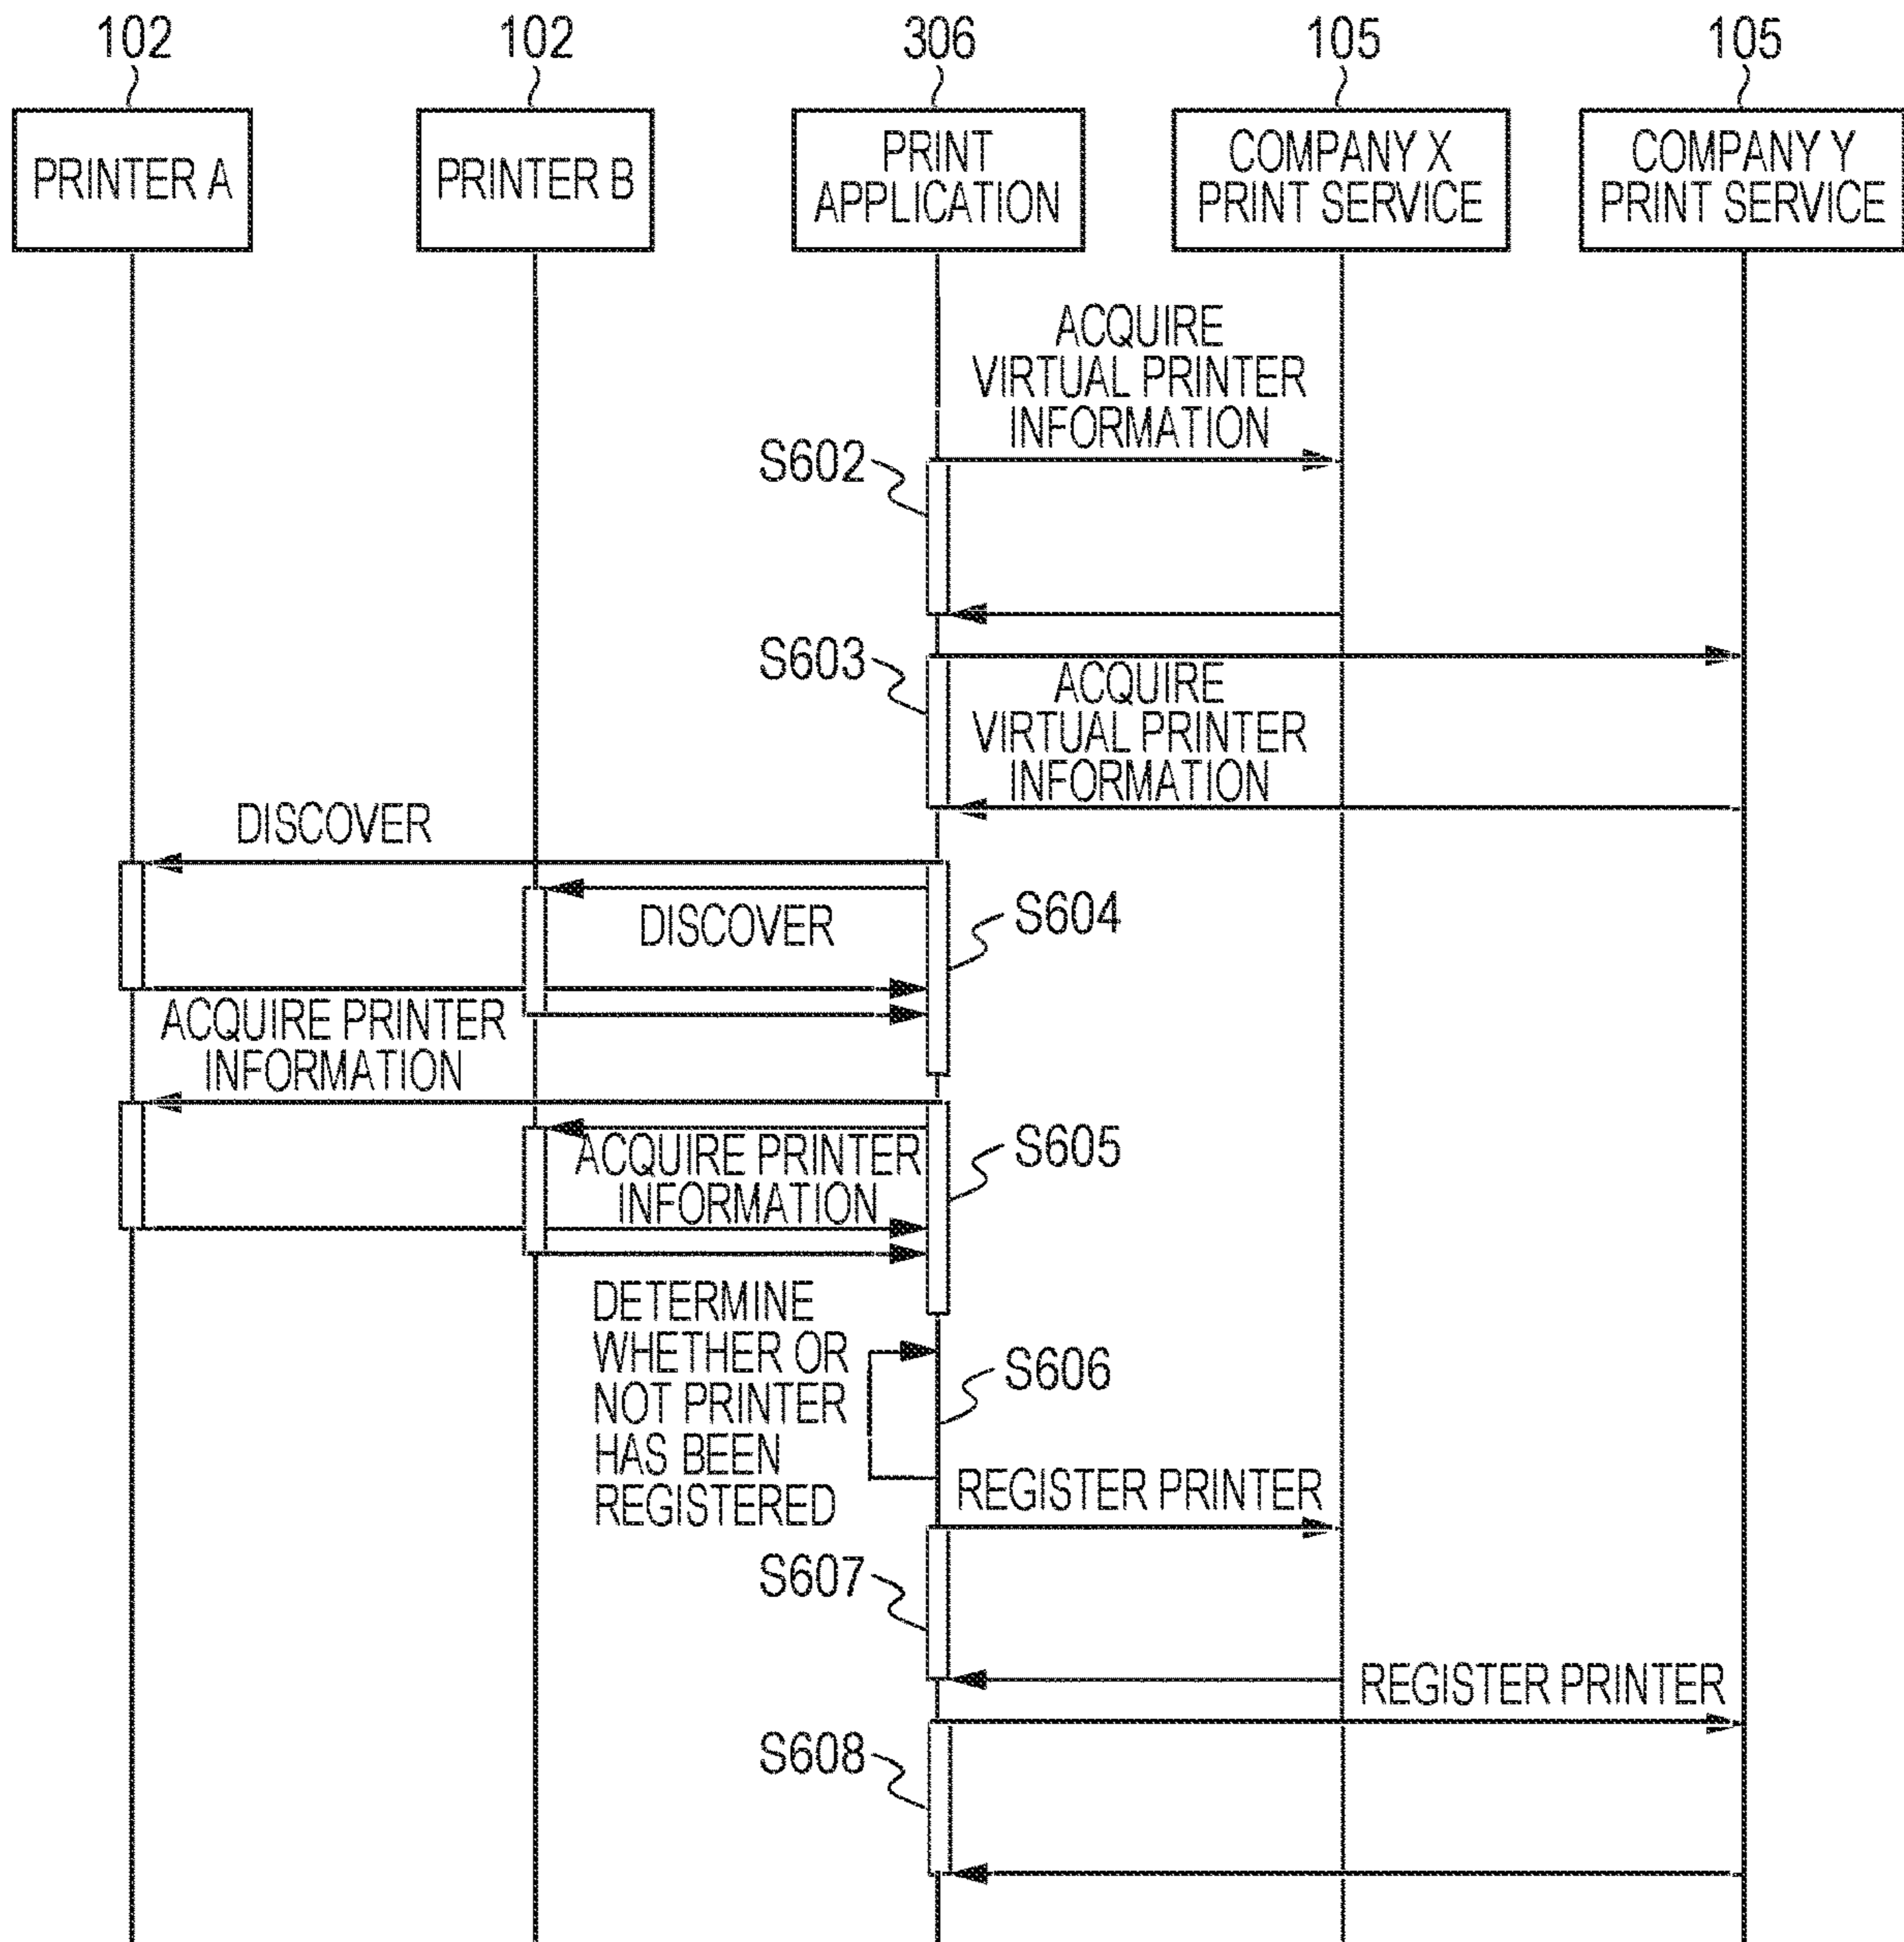 102
102
306
105
105
PRINTER A
PRINTER B
PRINT
APPLICATION
COMPANY X
PRINT SERVICE
COMPANY Y
PRINT SERVICE
ACQUIRE
VIRTUAL PRINTER
INFORMATION
S602
S603
ACQUIRE
VIRTUAL PRINTER
INFORMATION
DISCOVER
DISCOVER
S604
ACQUIRE PRINTER
INFORMATION
ACQUIRE PRINTER
INFORMATION
S605
DETERMINE
WHETHER OR
NOT PRINTER
HAS BEEN
REGISTERED
S606
REGISTER PRINTER
S607
REGISTER PRINTER
S608